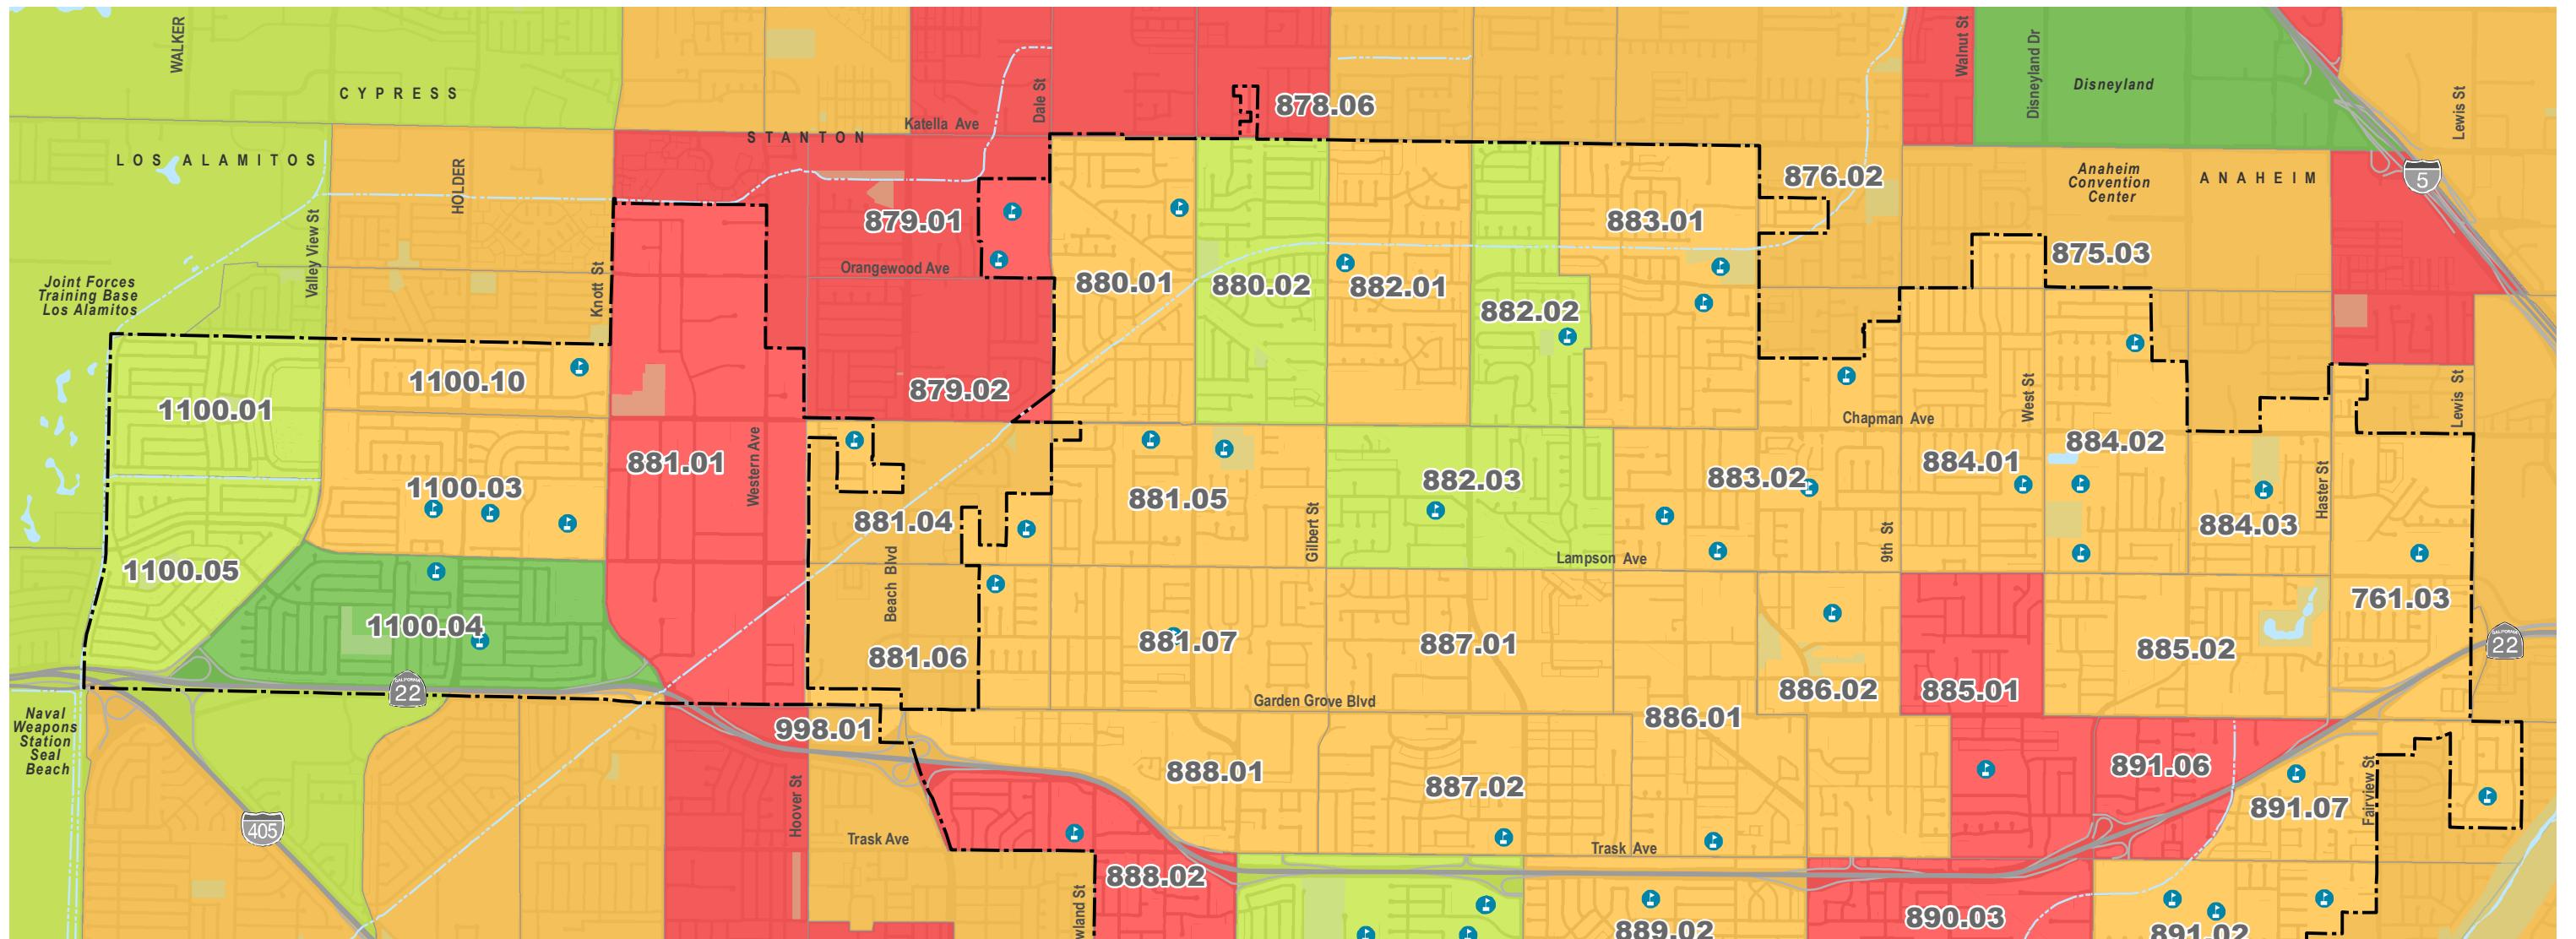 WALKER
CYPRESS
LOS ALAMITOS
HOLDER
Valley View St
Joint Forces
Training Base
Los Alamitos
Knott St
STANTON
Katella Ave
Dale St
878.06
Walnut St
Disneyland Dr
Disneyland
Lewis St
5
876.02
Anaheim
Convention
Center
ANAHEIM
879.01
Orangewood Ave
880.01
880.02
882.01
882.02
883.01
875.03
1100.10
1100.01
879.02
Chapman Ave
West St
Lewis St
881.01
Western Ave
1100.03
881.04
881.05
882.03
883.02
884.01
884.02
884.03
Haster St
Gilbert St
Lampson Ave
9th St
1100.05
Beach Blvd
1100.04
881.06
881.07
887.01
761.03
885.02
CALIFORNIA
22
CALIFORNIA
22
886.02
885.01
Garden Grove Blvd
886.01
Naval
Weapons
Station
Seal
Beach
998.01
888.01
887.02
891.06
891.07
Fairview St
405
Hoover St
Trask Ave
Trask Ave
888.02
wland St
889.02
890.03
891.02